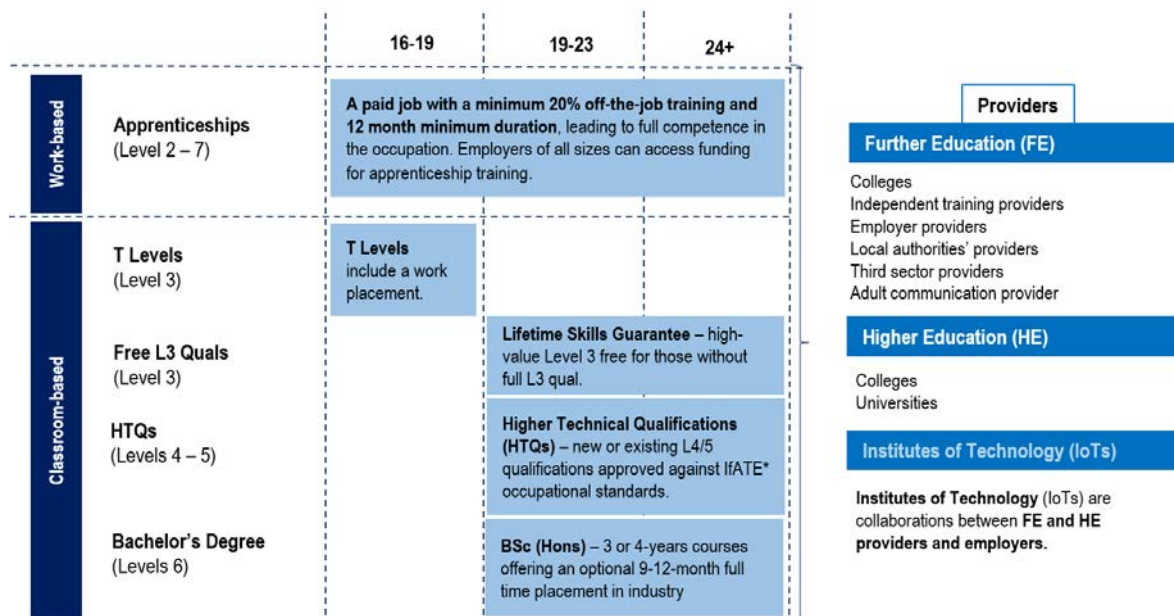 16-19
19-23
24+
Work-based
Apprenticeships
(Level 2 – 7)
A paid job with a minimum 20% off-the-job training and
12 month minimum duration, leading to full competence in
the occupation. Employers of all sizes can access funding
for apprenticeship training.
Classroom-based
T Levels
(Level 3)
T Levels
include a work
placement.
Free L3 Quals
(Level 3)
Lifetime Skills Guarantee – high-
value Level 3 free for those without
full L3 qual.
HTQs
(Levels 4 – 5)
Higher Technical Qualifications
(HTQs) – new or existing L4/5
qualifications approved against IfATE*
occupational standards.
Bachelor's Degree
(Levels 6)
BSc (Hons) – 3 or 4-years courses
offering an optional 9-12-month full
time placement in industry
Providers
Further Education (FE)
Colleges
Independent training providers
Employer providers
Local authorities' providers
Third sector providers
Adult communication provider
Higher Education (HE)
Colleges
Universities
Institutes of Technology (IoTs)
Institutes of Technology (IoTs) are
collaborations between FE and HE
providers and employers.